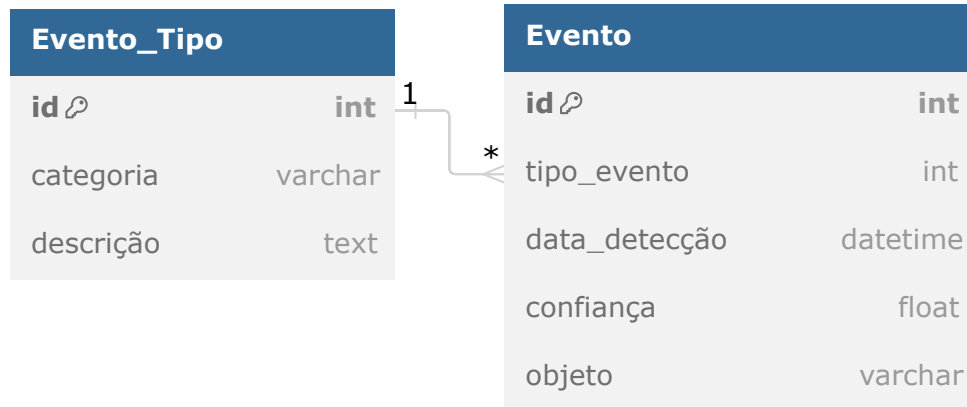 Evento_Tipo
id int
categoria varchar
descrição text
1
*
Evento
id int
tipo_evento int
data_detecção datetime
confiança float
objeto varchar